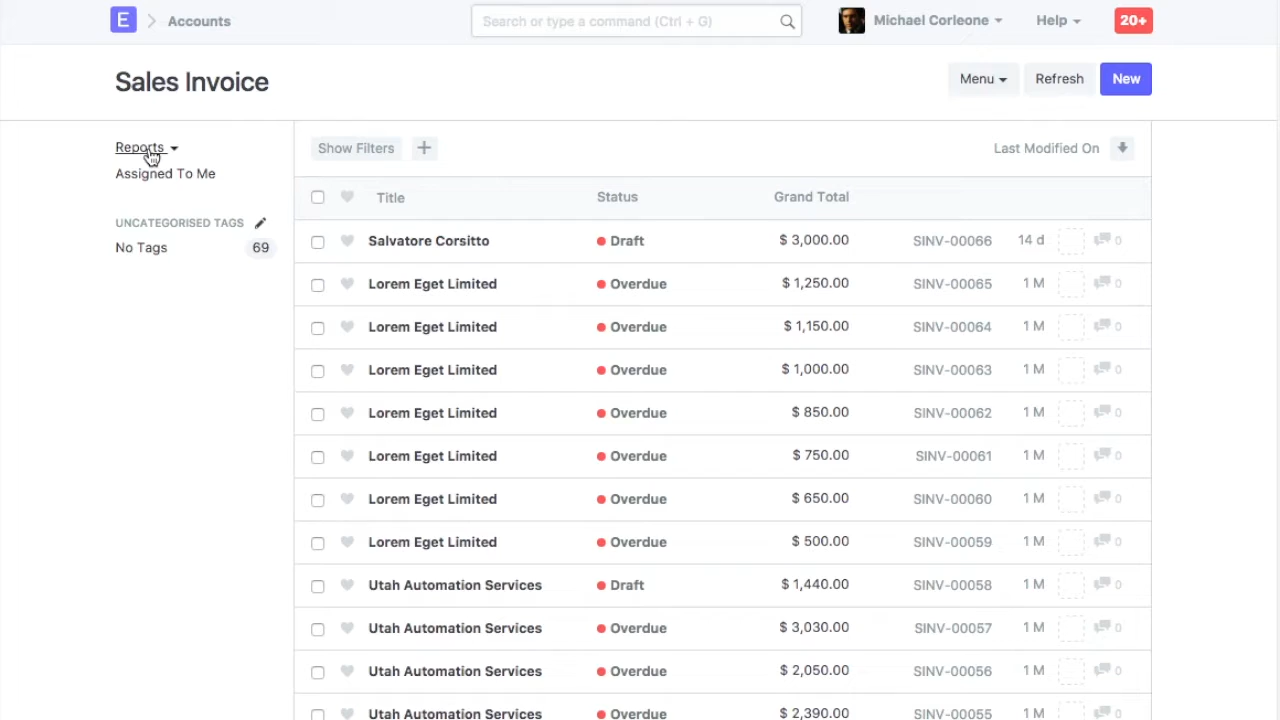 E Accounts Search or type a command (Ctrl + G) Michael Corleone Help 20+
Sales Invoice Menu Refresh New
Reports Show Filters + Last Modified On
Assigned To Me
UNCATEGORISED TAGS
No Tags 69
Title Status Grand Total
Salvatore Corsitto Draft $ 3,000.00 SINV-00066 14 d 0
Lorem Eget Limited Overdue $ 1,250.00 SINV-00065 1 M 0
Lorem Eget Limited Overdue $ 1,150.00 SINV-00064 1 M 0
Lorem Eget Limited Overdue $ 1,000.00 SINV-00063 1 M 0
Lorem Eget Limited Overdue $ 850.00 SINV-00062 1 M 0
Lorem Eget Limited Overdue $ 750.00 SINV-00061 1 M 0
Lorem Eget Limited Overdue $ 650.00 SINV-00060 1 M 0
Lorem Eget Limited Overdue $ 500.00 SINV-00059 1 M 0
Utah Automation Services Draft $ 1,440.00 SINV-00058 1 M 0
Utah Automation Services Overdue $ 3,030.00 SINV-00057 1 M 0
Utah Automation Services Overdue $ 2,050.00 SINV-00056 1 M 0
Utah Automation Services Overdue $ 2,390.00 SINV-00055 1 M 0